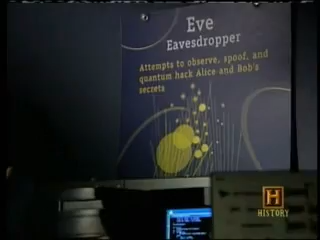 Eve
Eavesdropper
Attempts to observe, spoof, and
quantum hack Alice and Bob's
secrets
H
HISTORY